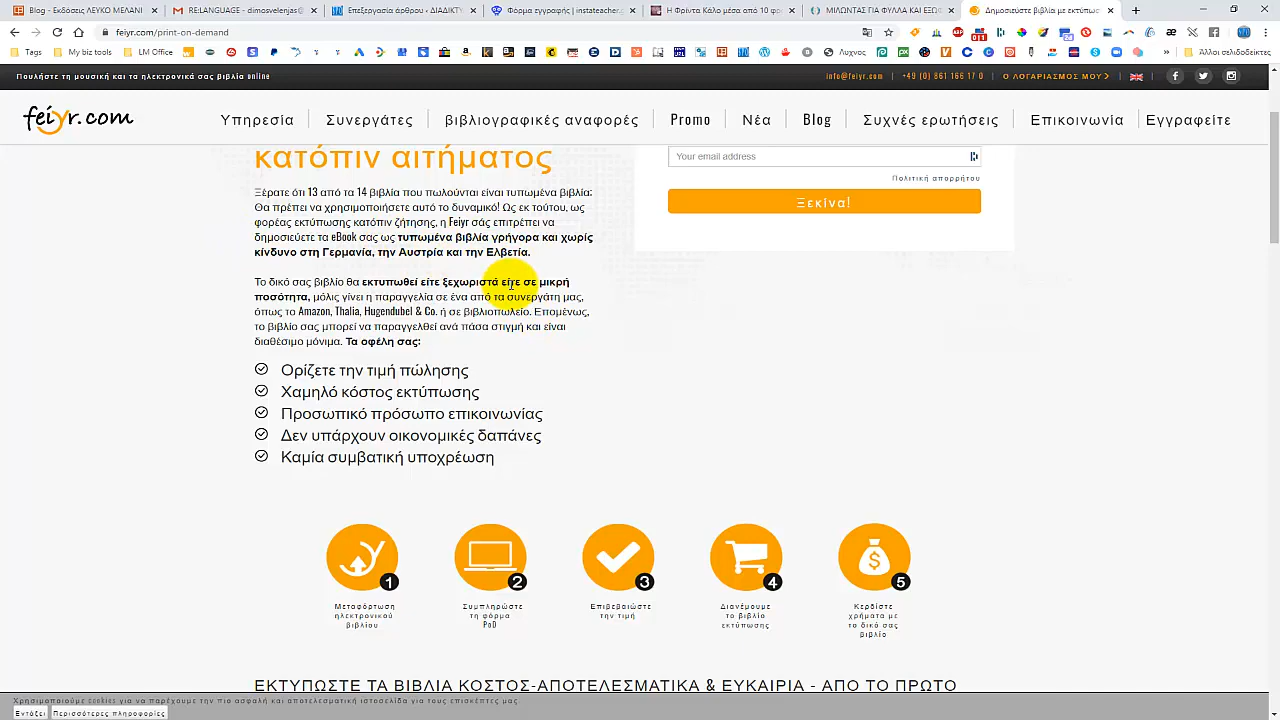 Blog - Εκδόσεις ΛΕΥΚΟ ΜΕΛΑΝΙ
RE:LANGUAGE - dimosvelenjas@
Επεξεργασία άρθρου ‹ ΔΙΑΔΙΚΤΥ
Φόρμα εγγραφής | instateacher.c
Η Φρίντα Κάλο μέσα από 10 α
ΜΙΛΩΝΤΑΣ ΓΙΑ ΦΥΛΛΑ ΚΑΙ ΕΞΩΦ
Δημοσιεύστε βιβλία με εκτύπωσ
feiyr.com/print-on-demand
Tags
My biz tools
LM Office
Λυχνος
Άλλοι σελιδοδείκτες
Πουλήστε τη μουσική και τα ηλεκτρονικά σας βιβλία online
info@feiyr.com | +49 (0) 861 166 17 0 | Ο ΛΟΓΑΡΙΑΣΜΟΣ ΜΟΥ
feiyr.com
Υπηρεσία
Συνεργάτες
βιβλιογραφικές αναφορές
Promo
Νέα
Blog
Συχνές ερωτήσεις
Επικοινωνία
Εγγραφείτε
κατόπιν αιτήματος
Ξέρατε ότι 13 από τα 14 βιβλία που πωλούνται είναι τυπωμένα βιβλία:
Θα πρέπει να χρησιμοποιήσετε αυτό το δυναμικό! Ως εκ τούτου, ως
φορέας εκτύπωσης κατόπιν ζήτησης, η Feiyr σάς επιτρέπει να
δημοσιεύετε τα eBook σας ως τυπωμένα βιβλία γρήγορα και χωρίς
κίνδυνο στη Γερμανία, την Αυστρία και την Ελβετία.
Το δικό σας βιβλίο θα εκτυπωθεί είτε ξεχωριστά είτε σε μικρή
ποσότητα, μόλις γίνει η παραγγελία σε ένα από τα συνεργάτη μας,
όπως το Amazon, Thalia, Hugendubel & Co. ή σε βιβλιοπωλείο. Επομένως,
το βιβλίο σας μπορεί να παραγγελθεί ανά πάσα στιγμή και είναι
διαθέσιμο μόνιμα. Τα οφέλη σας:
Ορίζετε την τιμή πώλησης
Χαμηλό κόστος εκτύπωσης
Προσωπικό πρόσωπο επικοινωνίας
Δεν υπάρχουν οικονομικές δαπάνες
Καμία συμβατική υποχρέωση
Your email address
Πολιτική απορρήτου
Ξεκίνα!
1
2
3
4
5
Μεταφόρτωση
ηλεκτρονικού
βιβλίου
Συμπληρώστε
τη φόρμα
PoD
Επιβεβαιώστε
την τιμή
Διανέμουμε
το βιβλίο
εκτύπωσης
Κερδίστε
χρήματα με
το δικό σας
βιβλίο
ΕΚΤΥΠΩΣΤΕ ΤΑ ΒΙΒΛΙΑ ΚΟΣΤΟΣ-ΑΠΟΤΕΛΕΣΜΑΤΙΚΑ & ΕΥΚΑΙΡΙΑ - ΑΠΟ ΤΟ ΠΡΩΤΟ
Χρησιμοποιούμε cookies για να παρέχουμε την πιο ασφαλή και αποτελεσματική ιστοσελίδα για τους επισκέπτες μας.
Εντάξει
Περισσότερες πληροφορίες